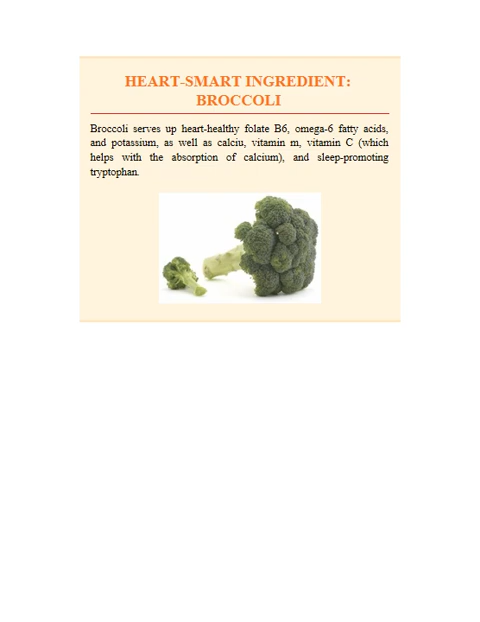 HEART-SMART INGREDIENT:
BROCCOLI
Broccoli serves up heart-healthy folate B6, omega-6 fatty acids,
and potassium, as well as calciu, vitamin m, vitamin C (which
helps with the absorption of calcium), and sleep-promoting
tryptophan.